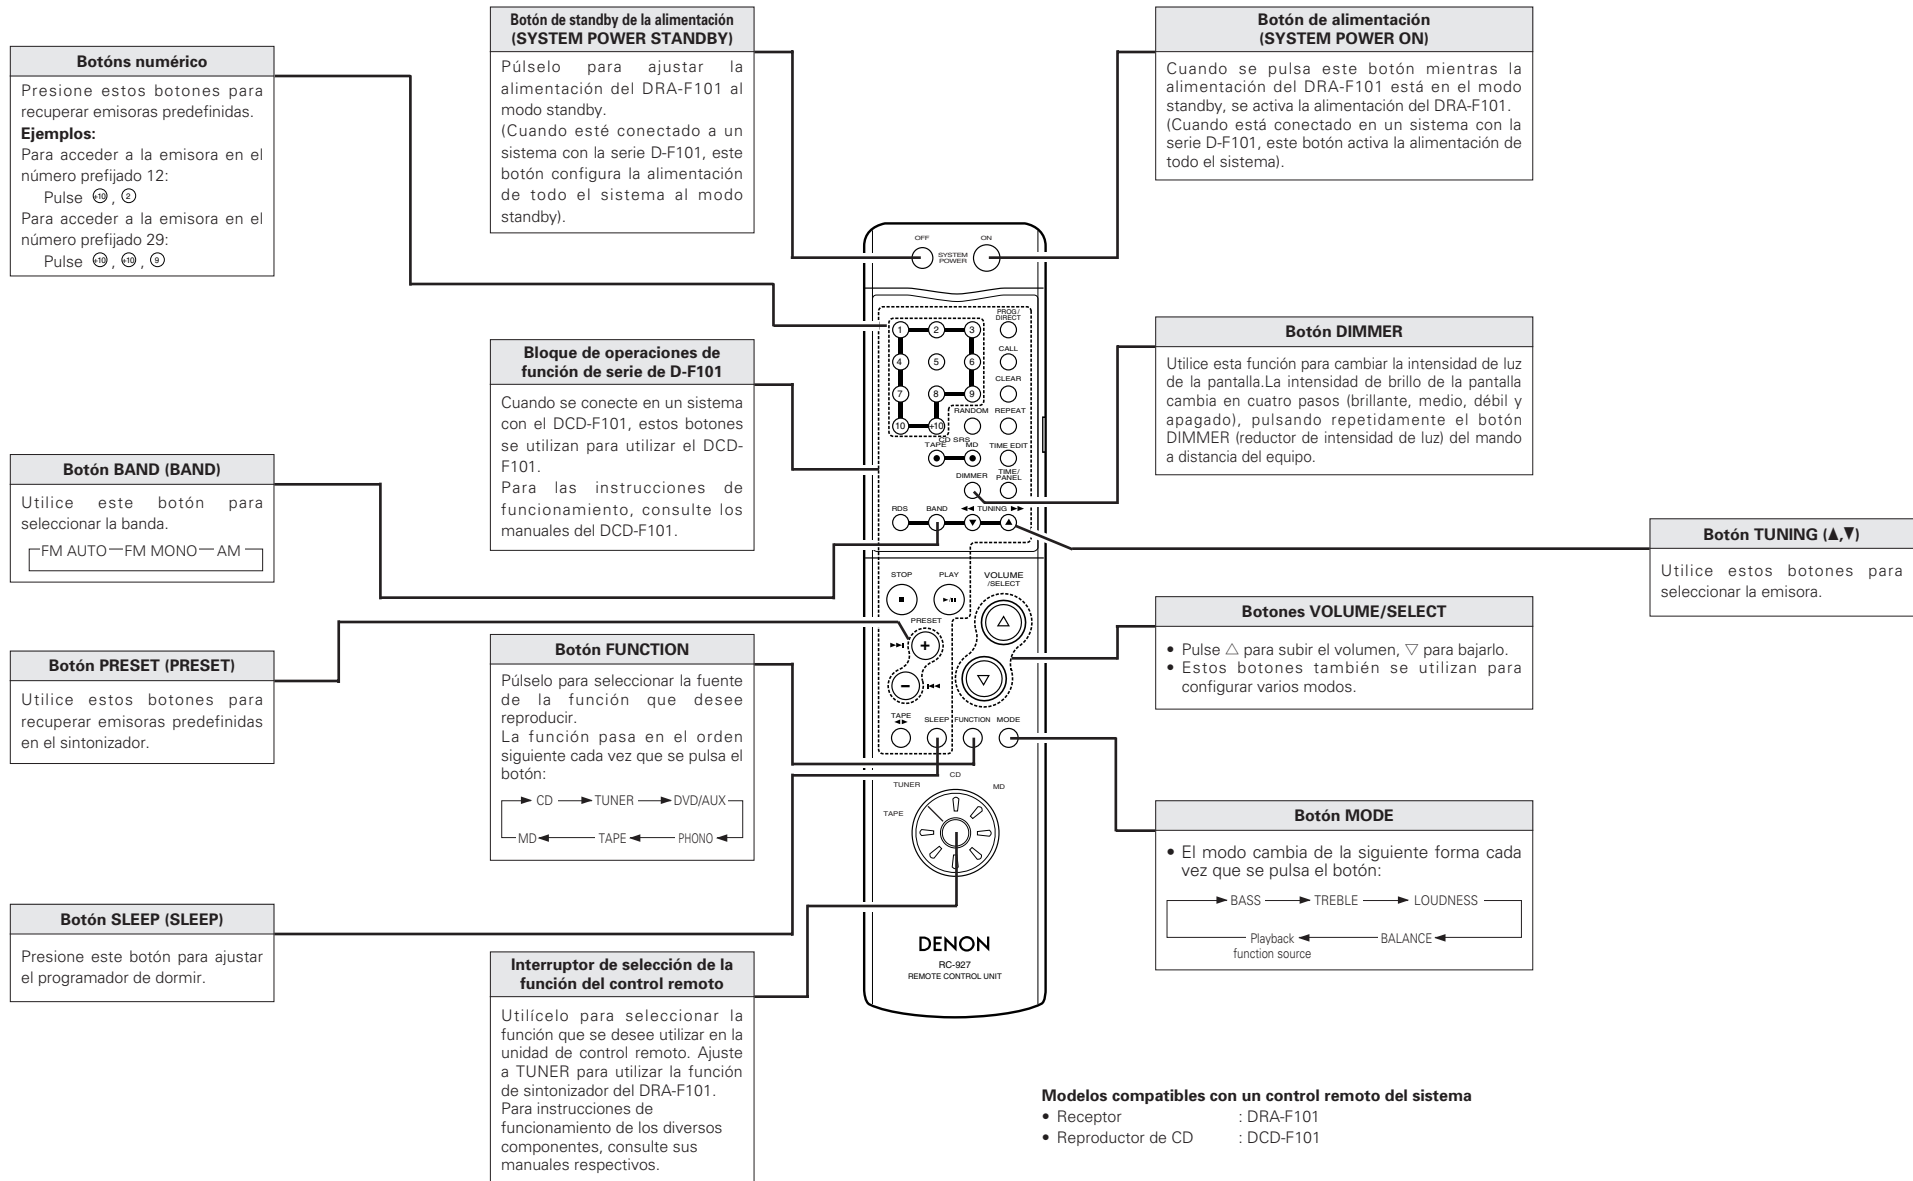 Botóns numérico
Presione estos botones para
recuperar emisoras predefinidas.
Ejemplos:
Para acceder a la emisora en el
número prefijado 12:
Pulse +10 , 2
Para acceder a la emisora en el
número prefijado 29:
Pulse +10 , +10 , 9
Botón BAND (BAND)
Utilice este botón para
seleccionar la banda.
FM AUTO FM MONO AM
Botón PRESET (PRESET)
Utilice estos botones para
recuperar emisoras predefinidas
en el sintonizador.
Botón SLEEP (SLEEP)
Presione este botón para ajustar
el programador de dormir.
Botón de standby de la alimentación
(SYSTEM POWER STANDBY)
Púlselo para ajustar la
alimentación del DRA-F101 al
modo standby.
(Cuando esté conectado a un
sistema con la serie D-F101, este
botón configura la alimentación
de todo el sistema al modo
standby).
Bloque de operaciones de
función de serie de D-F101
Cuando se conecte en un sistema
con el DCD-F101, estos botones
se utilizan para utilizar el DCD-
F101.
Para las instrucciones de
funcionamiento, consulte los
manuales del DCD-F101.
Botón FUNCTION
Púlselo para seleccionar la fuente
de la función que desee
reproducir.
La función pasa en el orden
siguiente cada vez que se pulsa el
botón:
CD TUNER DVD/AUX
MD TAPE PHONO
Interruptor de selección de la
función del control remoto
Utilícelo para seleccionar la
función que se desee utilizar en la
unidad de control remoto. Ajuste
a TUNER para utilizar la función
de sintonizador del DRA-F101.
Para instrucciones de
funcionamiento de los diversos
componentes, consulte sus
manuales respectivos.
OFF ON
SYSTEM
POWER
PROG/
DIRECT
1 2 3
CALL
4 5 6
CLEAR
7 8 9
RANDOM REPEAT
10 +10
CD SRS
TAPE MD TIME EDIT
DIMMER TIME/
PANEL
RDS BAND ◄◄ TUNING ►►
▼ ▲
STOP PLAY VOLUME
/SELECT
■ ►/II △
PRESET
►►I +
− I◄◄ ▽
TAPE
◄► SLEEP FUNCTION MODE
CD
TUNER MD
TAPE
DENON
RC-927
REMOTE CONTROL UNIT
Botón de alimentación
(SYSTEM POWER ON)
Cuando se pulsa este botón mientras la
alimentación del DRA-F101 está en el modo
standby, se activa la alimentación del DRA-F101.
(Cuando está conectado en un sistema con la
serie D-F101, este botón activa la alimentación de
todo el sistema).
Botón DIMMER
Utilice esta función para cambiar la intensidad de luz
de la pantalla.La intensidad de brillo de la pantalla
cambia en cuatro pasos (brillante, medio, débil y
apagado), pulsando repetidamente el botón
DIMMER (reductor de intensidad de luz) del mando
a distancia del equipo.
Botón TUNING (▲,▼)
Utilice estos botones para
seleccionar la emisora.
Botones VOLUME/SELECT
• Pulse △ para subir el volumen, ▽ para bajarlo.
• Estos botones también se utilizan para
configurar varios modos.
Botón MODE
• El modo cambia de la siguiente forma cada
vez que se pulsa el botón:
BASS TREBLE LOUDNESS
Playback BALANCE
function source
Modelos compatibles con un control remoto del sistema
• Receptor : DRA-F101
• Reproductor de CD : DCD-F101